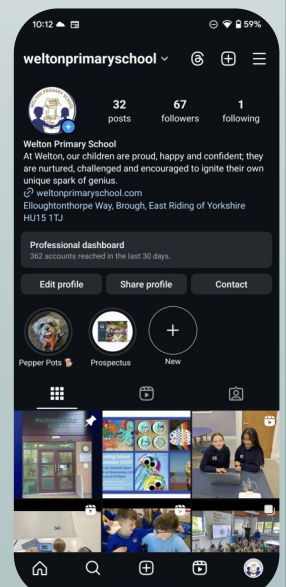 10:12
59%
weltonprimaryschool
WELTON PRIMARY SCHOOL
32 67 1
posts followers following
Welton Primary School
At Welton, our children are proud, happy and confident; they
are nurtured, challenged and encouraged to ignite their own
unique spark of genius.
weltonprimaryschool.com
Elloughtonthorpe Way, Brough, East Riding of Yorkshire
HU15 1TJ
Professional dashboard
362 accounts reached in the last 30 days.
Edit profile Share profile Contact
Pepper Pots Prospectus New